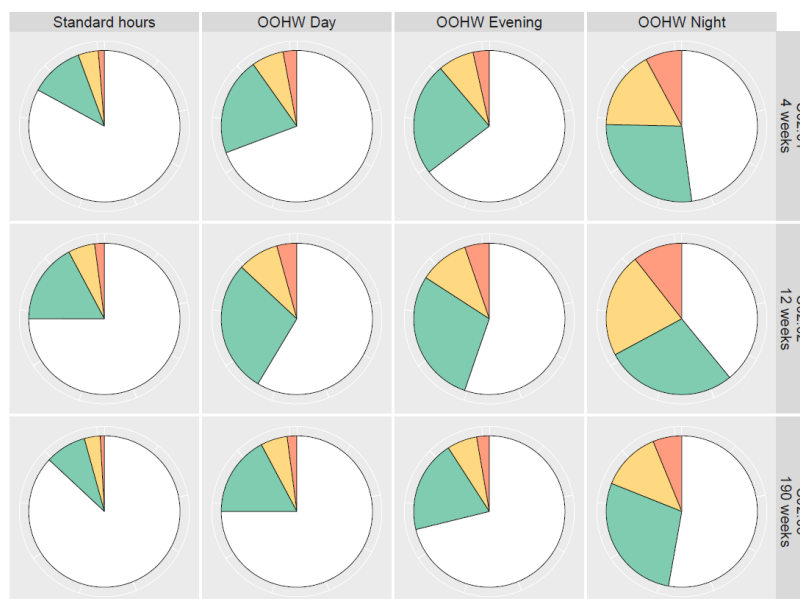 Standard hours
OOHW Day
OOHW Evening
OOHW Night
4 weeks
12 weeks
190 weeks